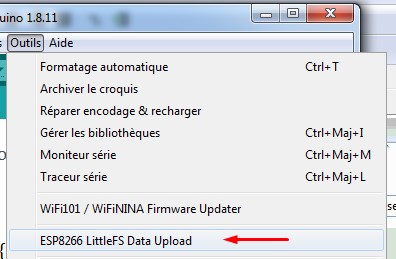 uino 1.8.11
s Outils Aide
Formatage automatique Ctrl+T
Archiver le croquis
Réparer encodage & recharger
Gérer les bibliothèques Ctrl+Maj+I
Moniteur série Ctrl+Maj+M
Traceur série Ctrl+Maj+L
WiFi101 / WiFiNINA Firmware Updater
ESP8266 LittleFS Data Upload